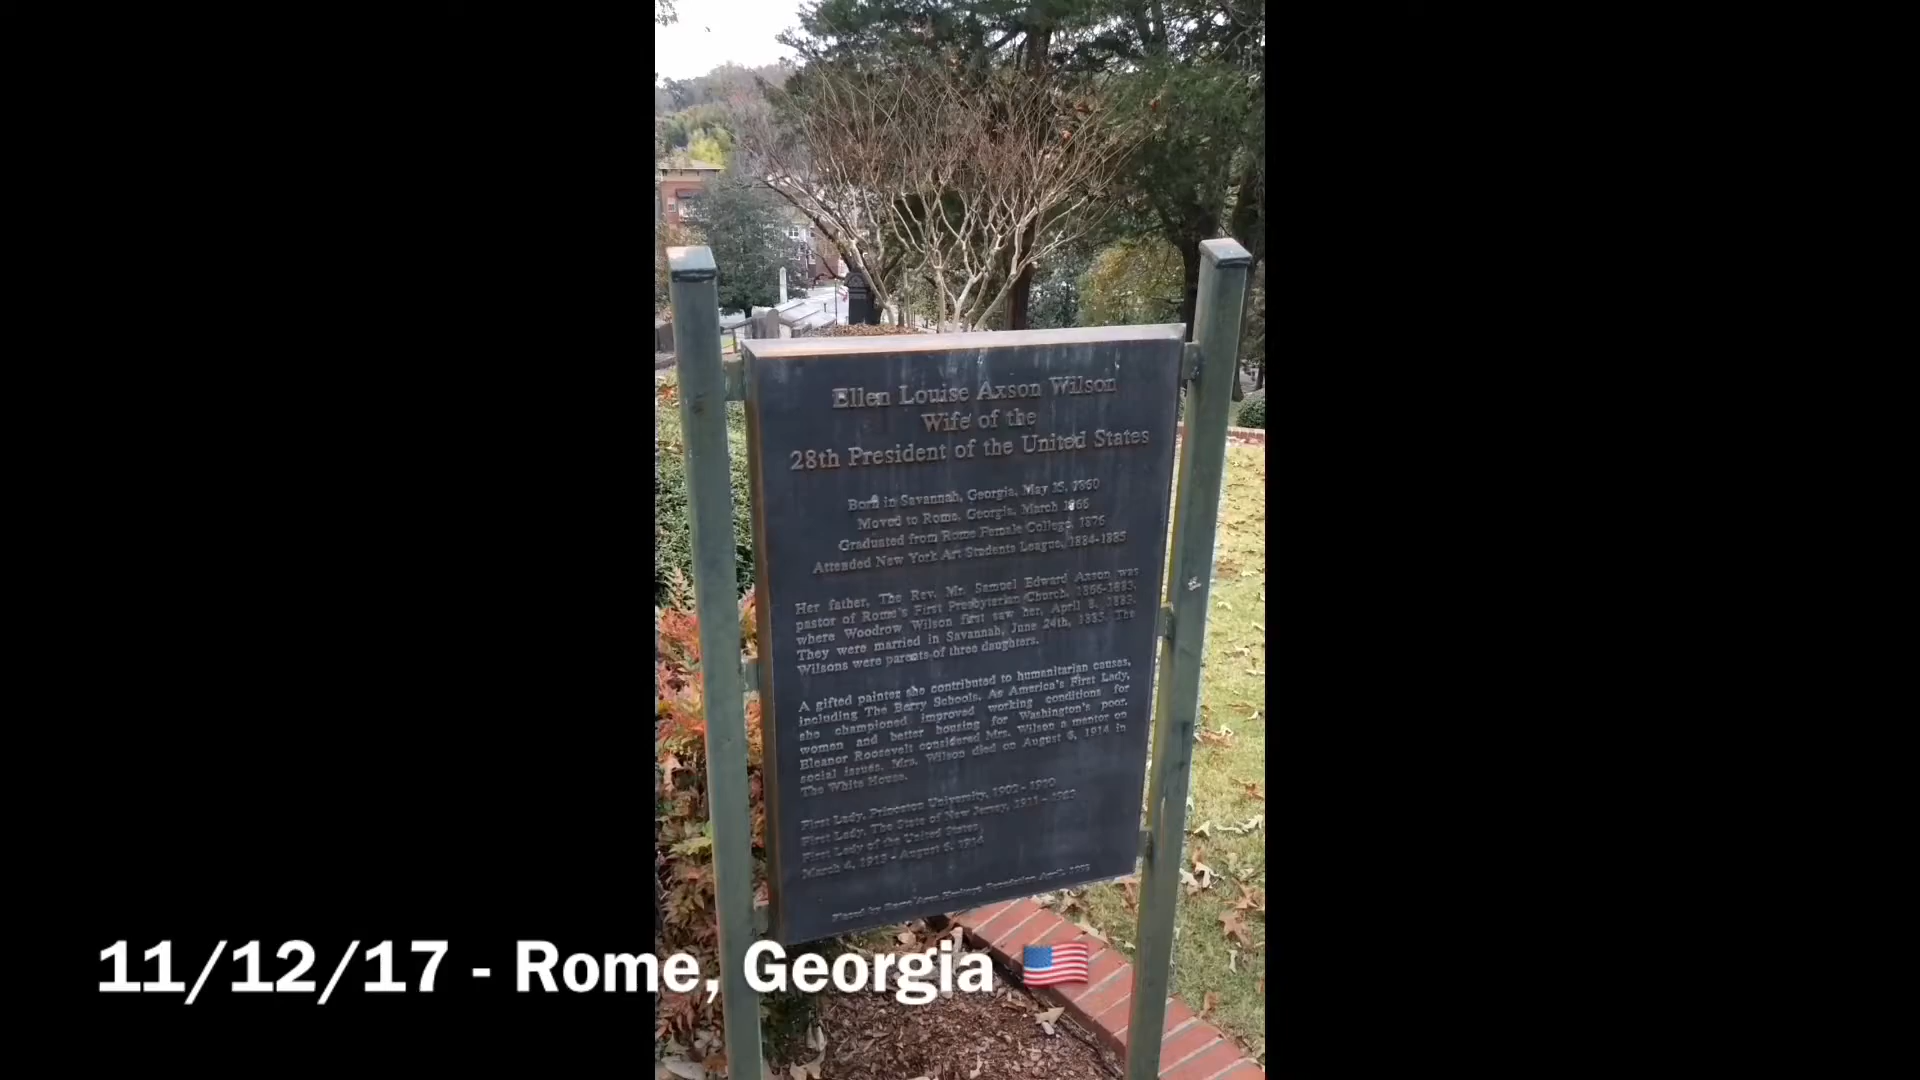 Ellen Louise Axson Wilson
Wife of the
28th President of the United States
Born in Savannah, Georgia, May 15, 1860
Moved to Rome, Georgia, March 1866
Graduated from Rome Female College, 1876
Attended New York Art Students League, 1884-1885
Her father, The Rev. Mr. Samuel Edward Axson was
pastor of Rome's First Presbyterian Church, 1866-1883,
where Woodrow Wilson first saw her, April 8, 1883.
They were married in Savannah, June 24th, 1885. The
Wilsons were parents of three daughters.
A gifted painter she contributed to humanitarian causes,
including The Berry Schools. As America's First Lady,
she championed improved working conditions for
women and better housing for Washington's poor.
Eleanor Roosevelt considered Mrs. Wilson a mentor on
social issues. Mrs. Wilson died on August 6, 1914 in
The White House.
First Lady, Princeton University, 1902 - 1910
First Lady, The State of New Jersey, 1911 - 1913
First Lady of the United States
March 4, 1913 - August 6, 1914
Placed by Rome Area Heritage Foundation April,
11/12/17 - Rome, Georgia 🇺🇸